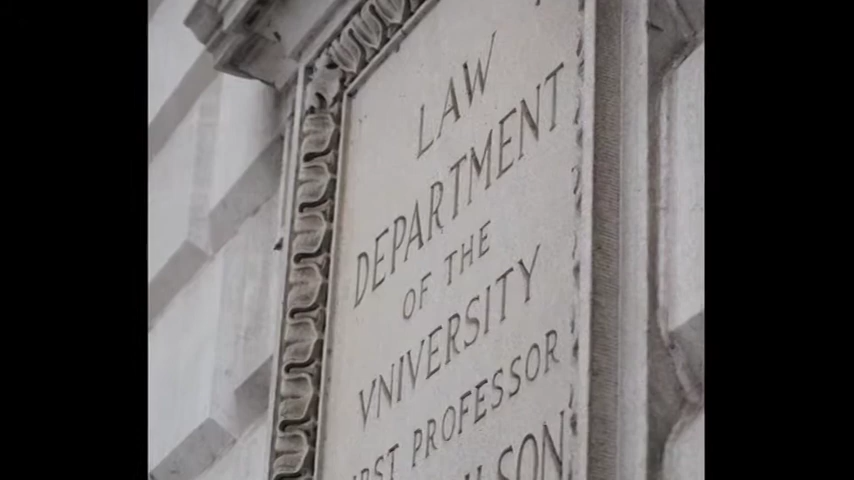 LAW
DEPARTMENT
OF THE
VNIVERSITY
PROFESSOR